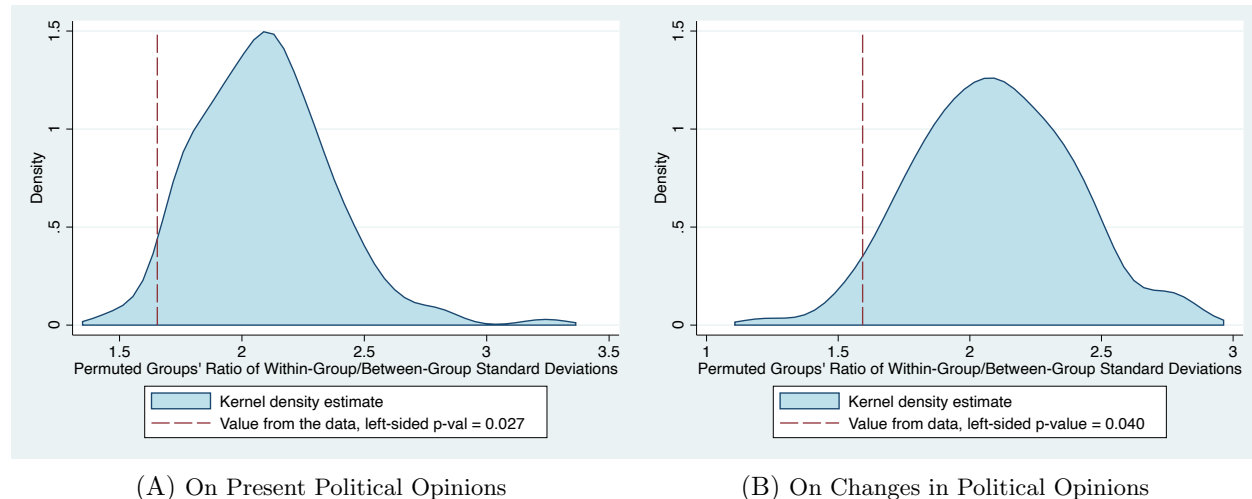 1.5
1
.5
0
Density
1.5
2
2.5
3
3.5
Permuted Groups' Ratio of Within-Group/Between-Group Standard Deviations
Kernel density estimate
Value from the data, left-sided p-val = 0.027
(A) On Present Political Opinions
1.5
1
.5
0
Density
1
1.5
2
2.5
3
Permuted Groups' Ratio of Within-Group/Between-Group Standard Deviations
Kernel density estimate
Value from data, left-sided p-value = 0.040
(B) On Changes in Political Opinions